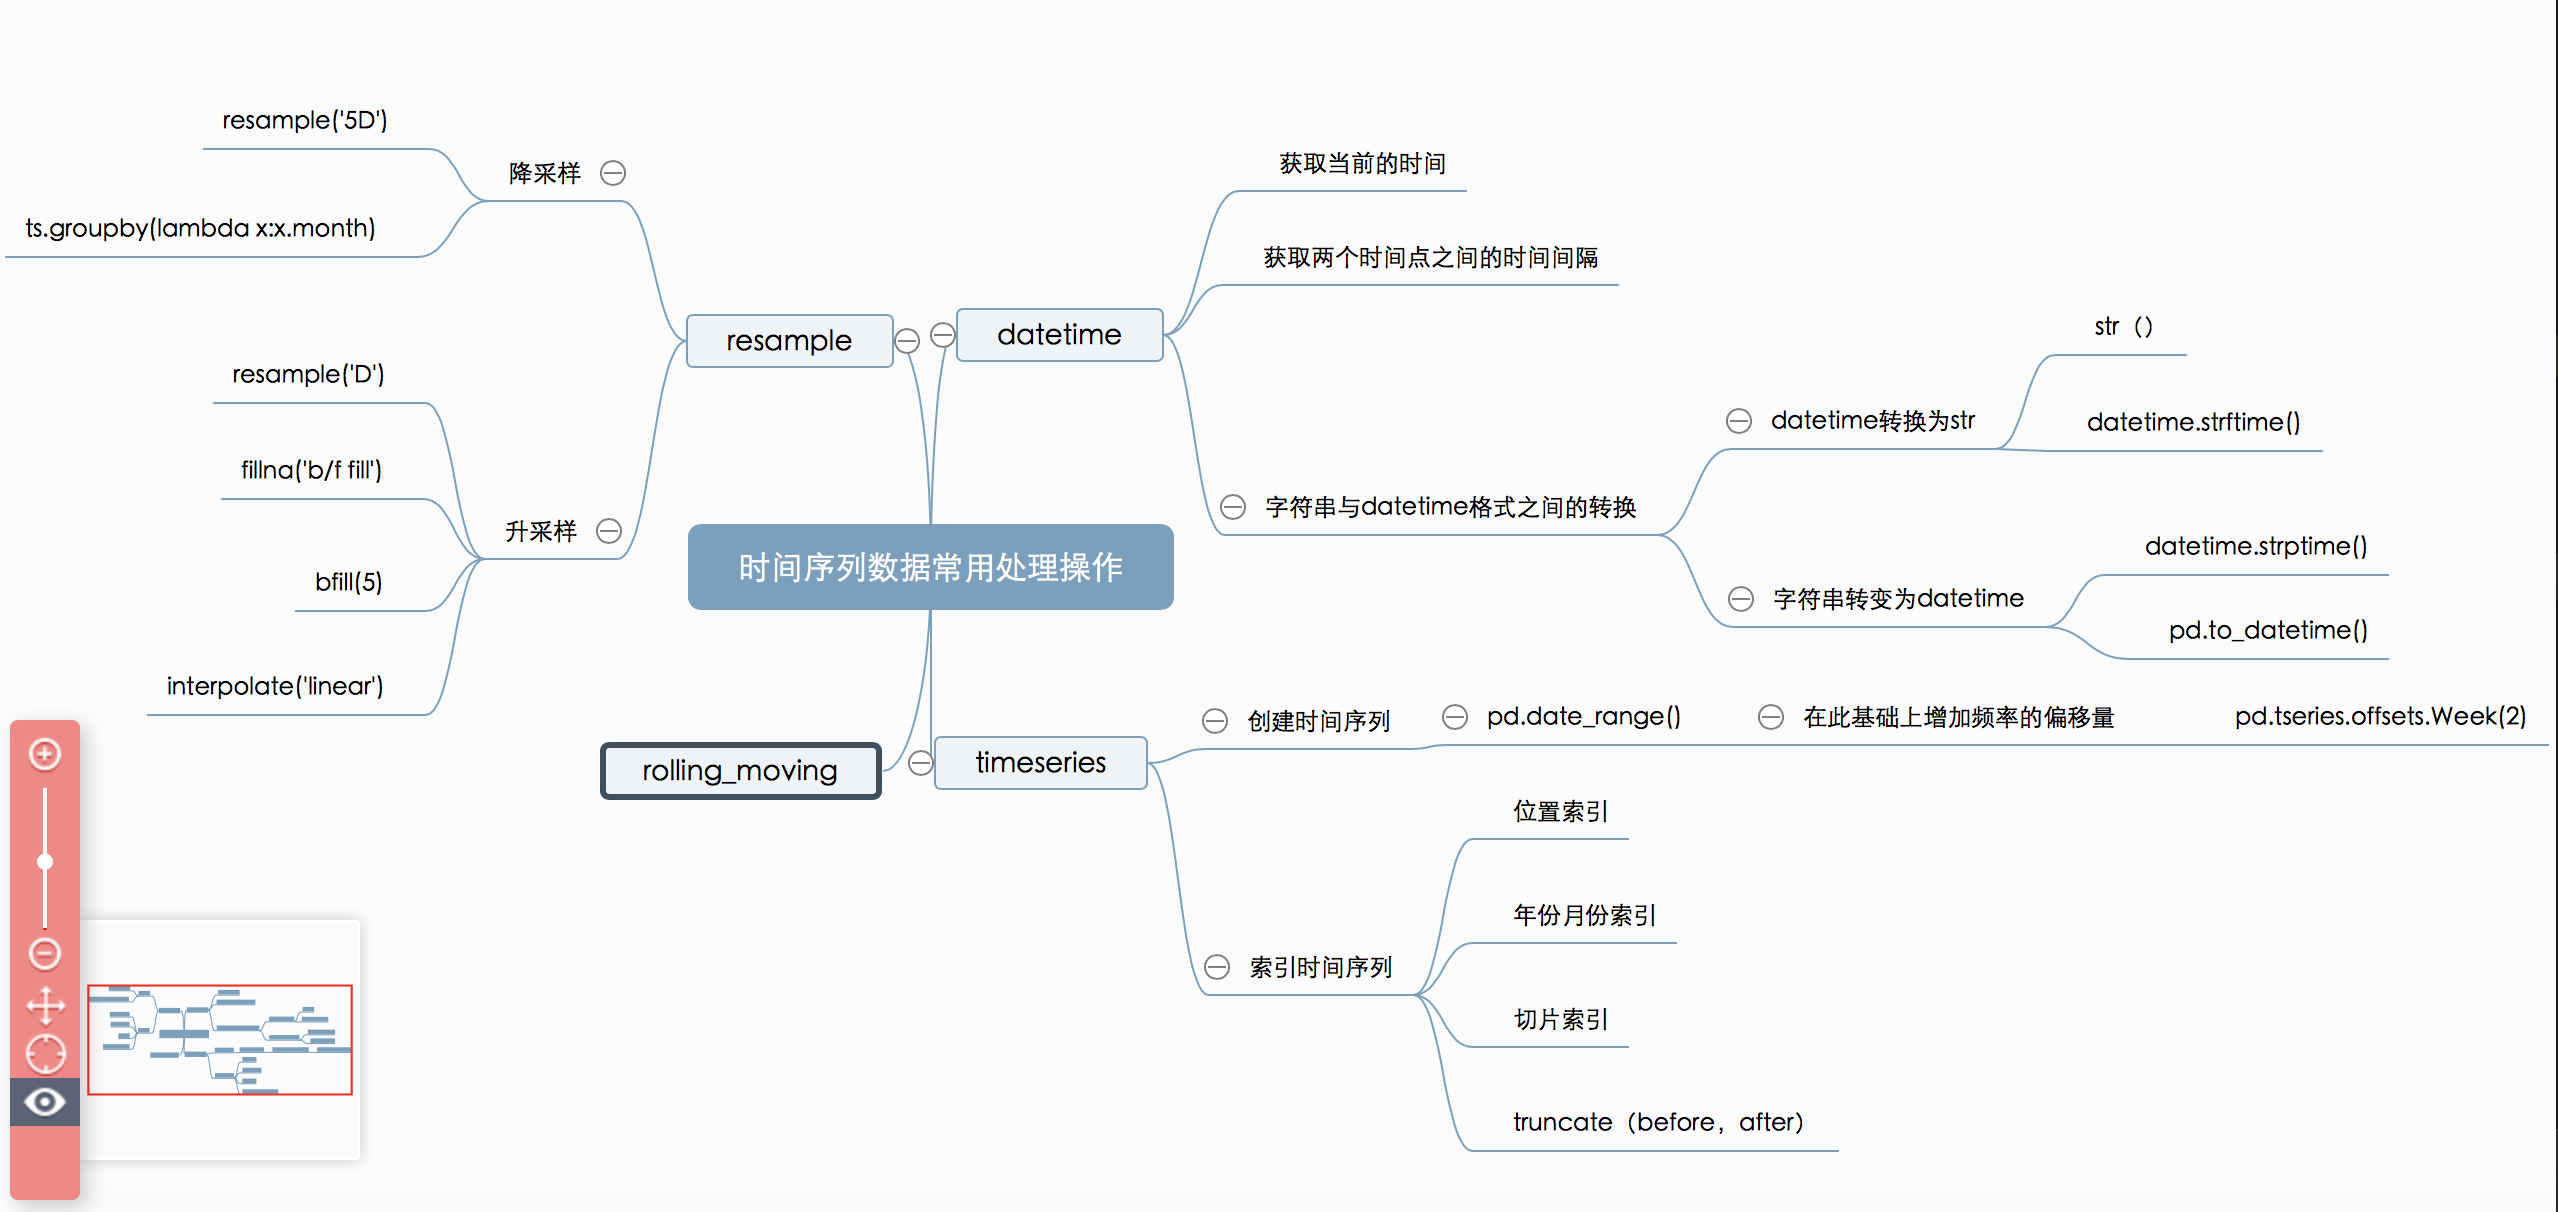 resample('5D')
降采样
ts.groupby(lambda x:x.month)
resample
resample('D')
fillna('b/f fill')
升采样
bfill(5)
interpolate('linear')
datetime
获取当前的时间
获取两个时间点之间的时间间隔
字符串与datetime格式之间的转换
datetime转换为str
str（）
datetime.strftime()
字符串转变为datetime
datetime.strptime()
pd.to_datetime()
时间序列数据常用处理操作
rolling_moving
timeseries
创建时间序列
pd.date_range()
在此基础上增加频率的偏移量
pd.tseries.offsets.Week(2)
索引时间序列
位置索引
年份月份索引
切片索引
truncate（before，after）